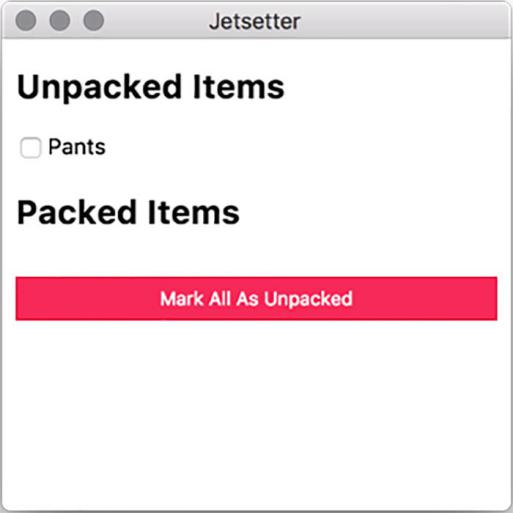 Jetsetter
Unpacked Items
Pants
Packed Items
Mark All As Unpacked